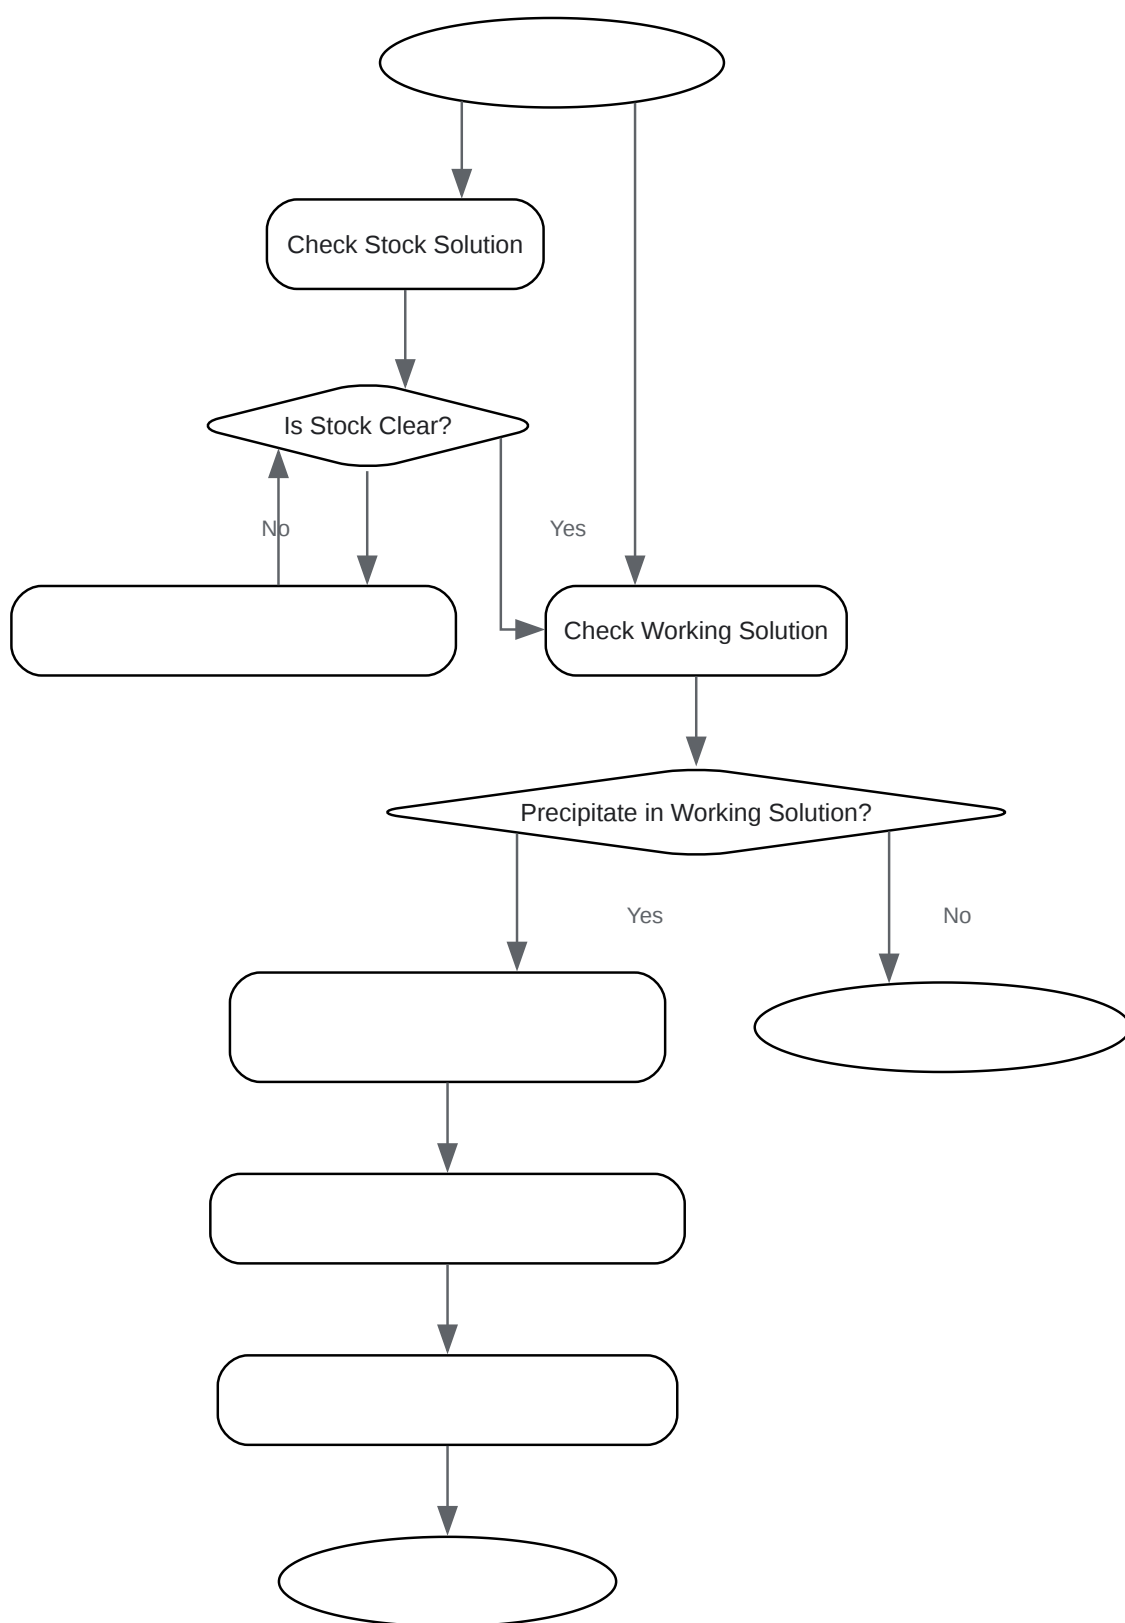 Check Stock Solution
Is Stock Clear?
No
Yes
Check Working Solution
Precipitate in Working Solution?
Yes
No